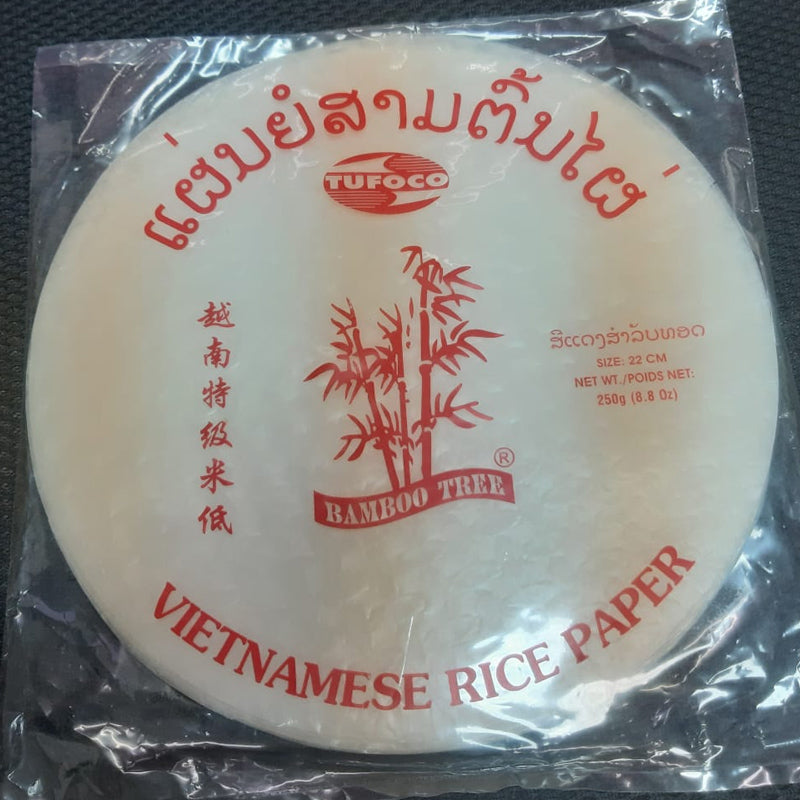 ແຜ່ນຍໍສາມຕົ້ນໄຜ່
TUFOCO
越南特级米低
ສີແດງສຳລັບທອດ
SIZE: 22 CM
NET WT./POIDS NET:
250g (8.8 Oz)
®
BAMBOO TREE
VIETNAMESE RICE PAPER